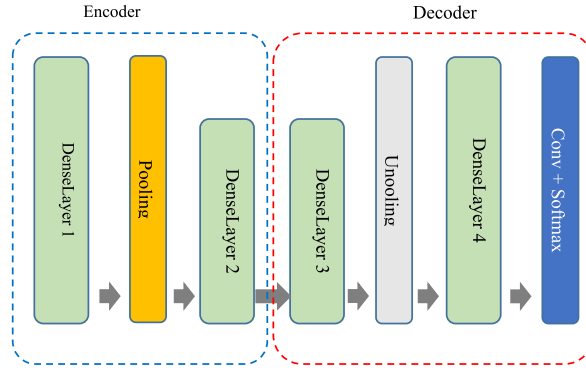 Encoder
Decoder
DenseLayer 1
Pooling
DenseLayer 2
DenseLayer 3
Unooling
DenseLayer 4
Conv + Softmax